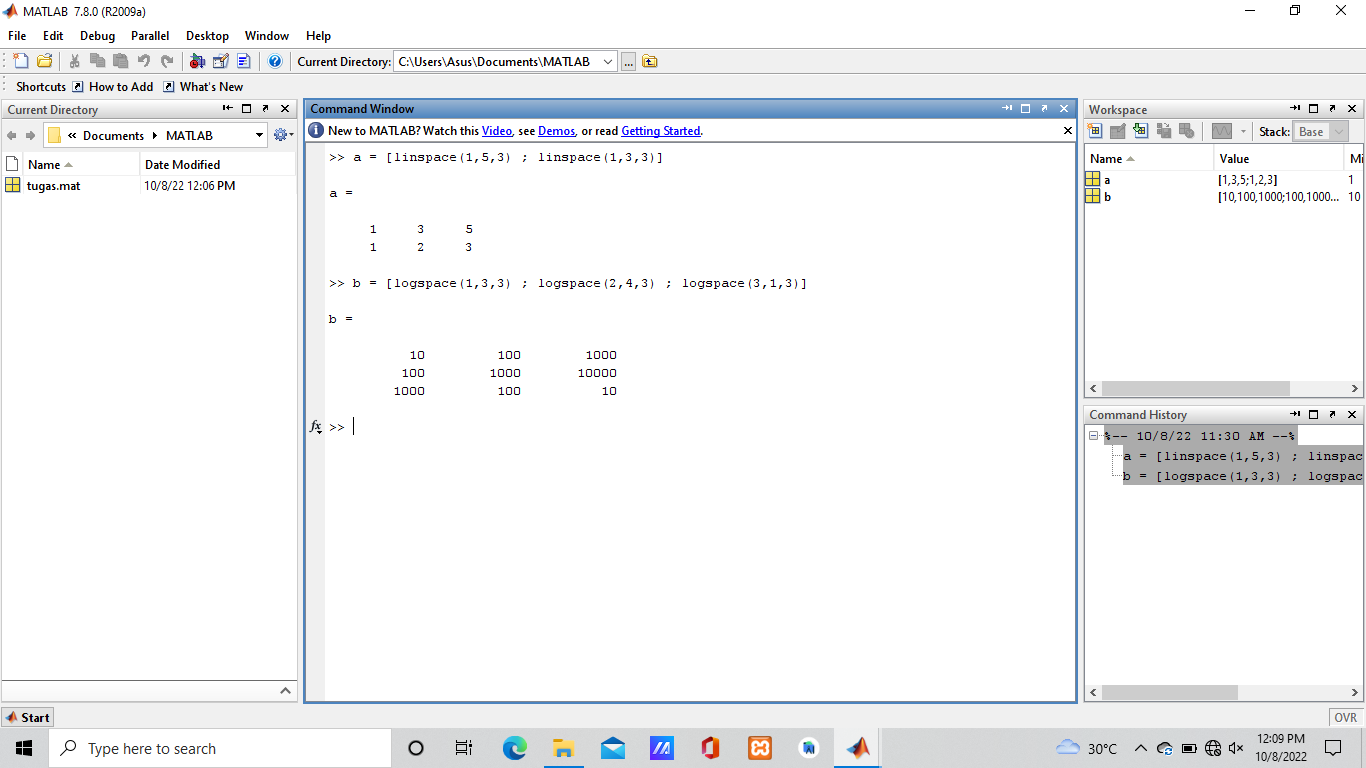 MATLAB 7.8.0 (R2009a)
File Edit Debug Parallel Desktop Window Help
Current Directory: C:\Users\Asus\Documents\MATLAB ...
Shortcuts How to Add What's New
Current Directory
« Documents MATLAB
Name Date Modified
tugas.mat 10/8/22 12:06 PM
Command Window
New to MATLAB? Watch this Video, see Demos, or read Getting Started.
>> a = [linspace(1,5,3) ; linspace(1,3,3)]
a =
1 3 5
1 2 3
>> b = [logspace(1,3,3) ; logspace(2,4,3) ; logspace(3,1,3)]
b =
10 100 1000
100 1000 10000
1000 100 10
fx >>
Workspace
Stack: Base
Name Value Mi
a [1,3,5;1,2,3] 1
b [10,100,1000;100,1000... 10
Command History
%-- 10/8/22 11:30 AM --%
a = [linspace(1,5,3) ; linspac
b = [logspace(1,3,3) ; logspac
Start
OVR
Type here to search
30°C
12:09 PM
10/8/2022